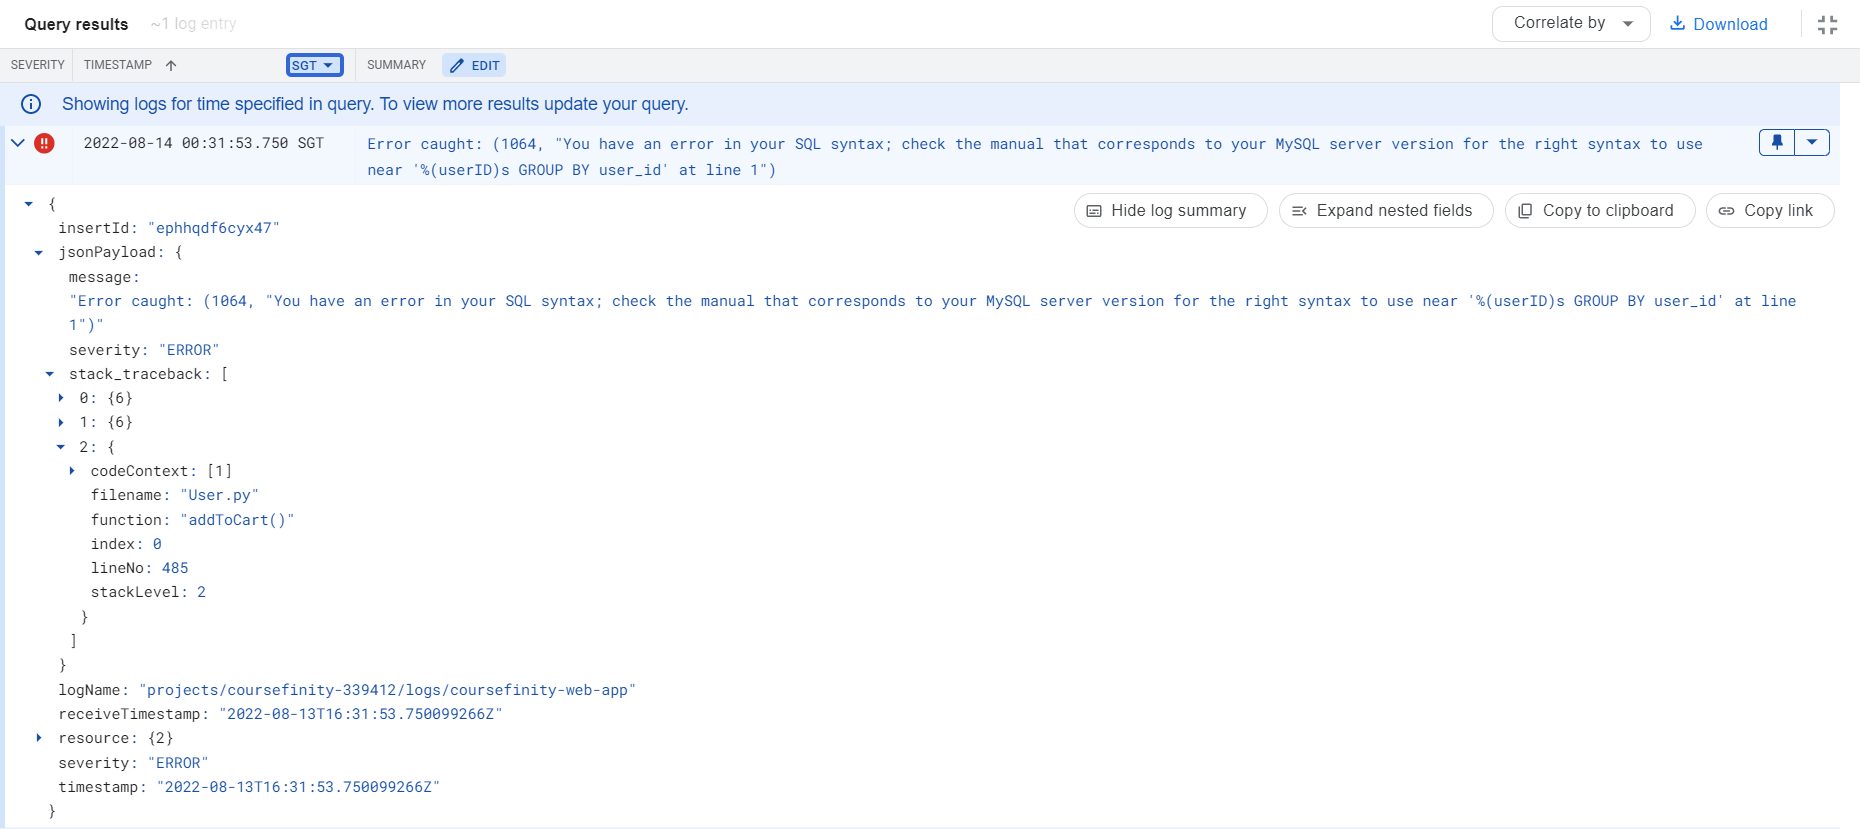 Query results ~1 log entry Correlate by Download
SEVERITY TIMESTAMP SGT SUMMARY EDIT
Showing logs for time specified in query. To view more results update your query.
2022-08-14 00:31:53.750 SGT Error caught: (1064, "You have an error in your SQL syntax; check the manual that corresponds to your MySQL server version for the right syntax to use
near '%(userID)s GROUP BY user_id' at line 1")
{
Hide log summary Expand nested fields Copy to clipboard Copy link
insertId: "ephhqdf6cyx47"
jsonPayload: {
message:
"Error caught: (1064, "You have an error in your SQL syntax; check the manual that corresponds to your MySQL server version for the right syntax to use near '%(userID)s GROUP BY user_id' at line
1")"
severity: "ERROR"
stack_traceback: [
0: {6}
1: {6}
2: {
codeContext: [1]
filename: "User.py"
function: "addToCart()"
index: 0
lineNo: 485
stackLevel: 2
}
]
}
logName: "projects/coursefinity-339412/logs/coursefinity-web-app"
receiveTimestamp: "2022-08-13T16:31:53.750099266Z"
resource: {2}
severity: "ERROR"
timestamp: "2022-08-13T16:31:53.750099266Z"
}